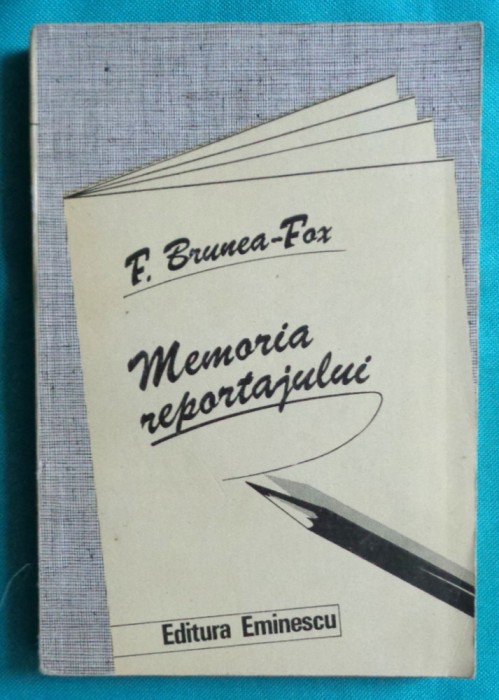 F. Brunea-Fox
Memoria
reportajului
Editura Eminescu